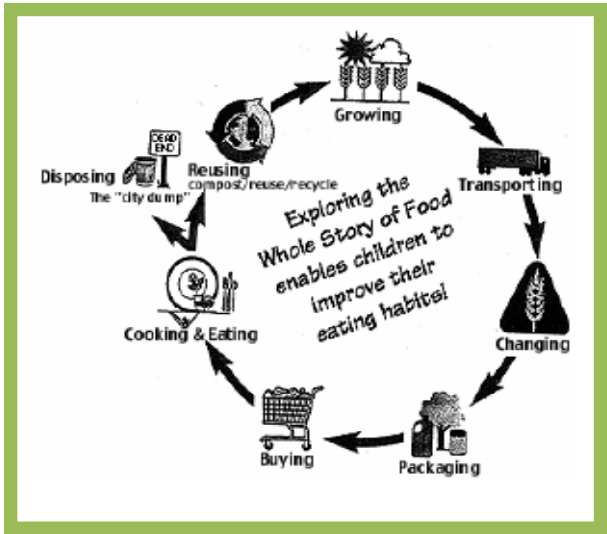 Growing
Transporting
Changing
Packaging
Buying
Cooking & Eating
Disposing
The "city dump"
DEAD
END
Reusing
compost/reuse/recycle
Exploring the
Whole Story of Food
enables children to
improve their
eating habits!